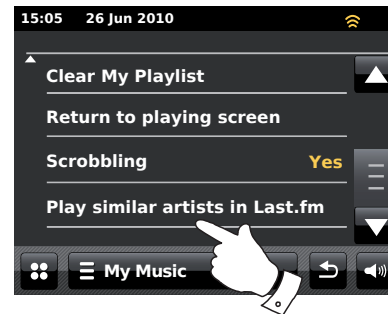 15:05 26 Jun 2010
Clear My Playlist
Return to playing screen
Scrobbling Yes
Play similar artists in Last.fm
My Music